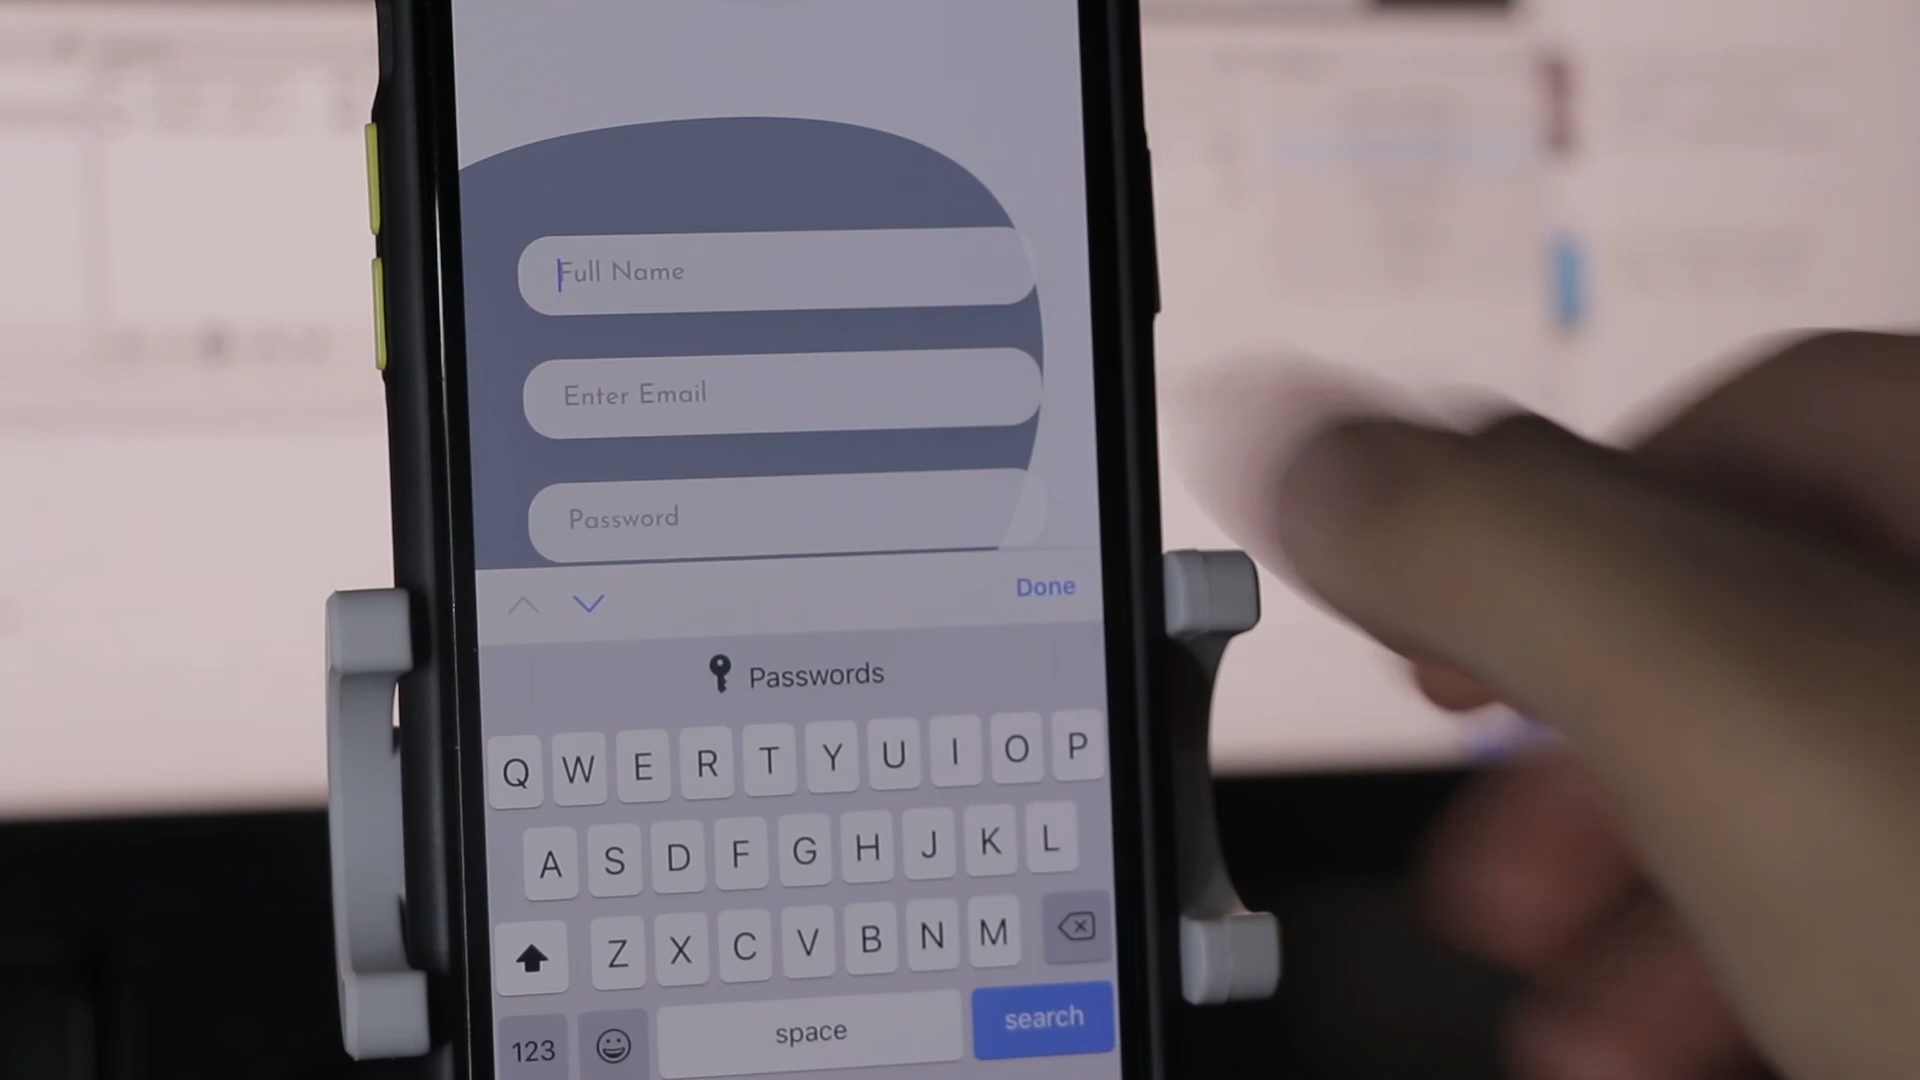 Full Name
Enter Email
Password
Done
Passwords
Q W E R T Y U I O P
A S D F G H J K L
Z X C V B N M
123 space search